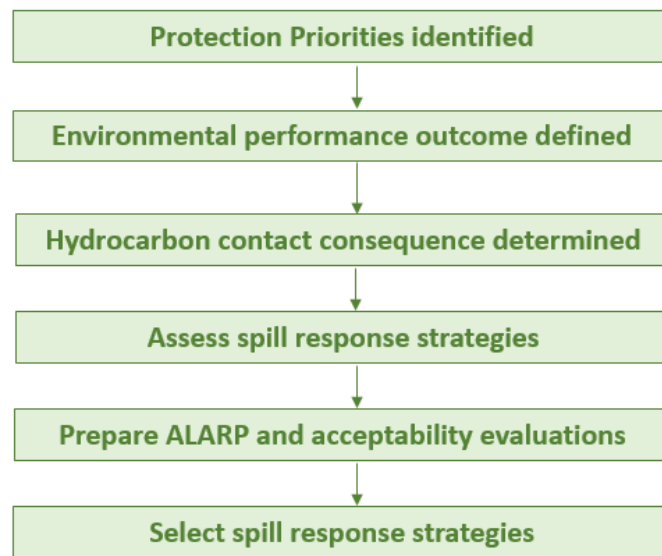 Protection Priorities identified
Environmental performance outcome defined
Hydrocarbon contact consequence determined
Assess spill response strategies
Prepare ALARP and acceptability evaluations
Select spill response strategies